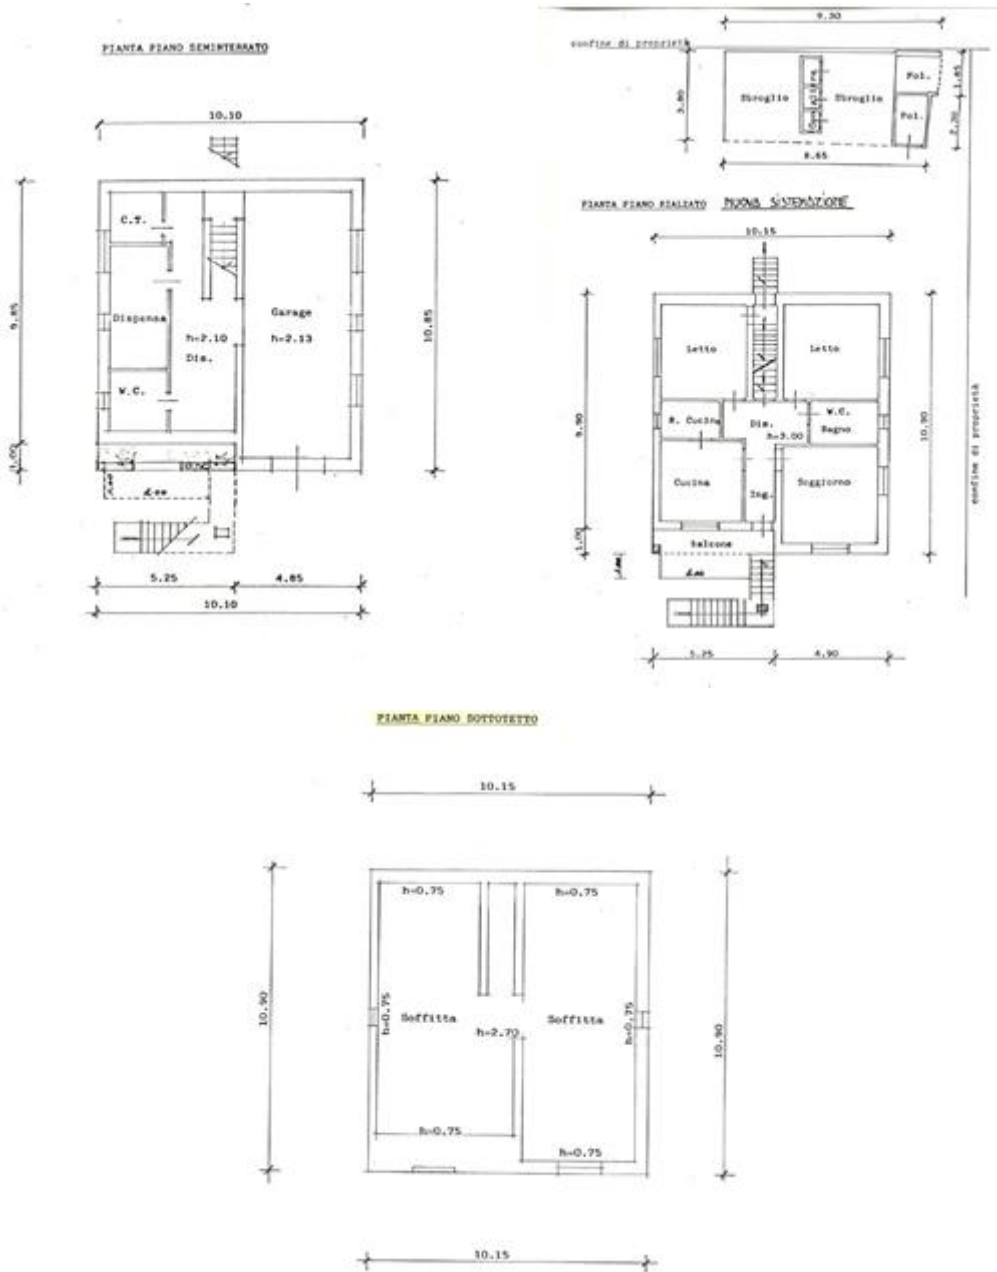 PIANTA PIANO SEMINTERRATO
10.10
C.T.
Dispensa
W.C.
h=2.10
Dis.
Garage
h=2.13
9.85
10.85
1.00
5.25
4.85
10.10
9.30
confine di proprietà
3.80
Sbroglio
Sbroglio
Pol.
Pol.
1.85
2.20
8.65
PIANTA PIANO RIALZATO NUOVA SISTEMAZIONE
10.15
Letto
Letto
R. Cucina
Dis.
h=3.00
W.C.
Bagno
Cucina
Ing.
Soggiorno
balcone
9.90
10.90
1.00
confine di proprietà
5.25
4.90
PIANTA PIANO SOTTOTETTO
10.15
h=0.75
h=0.75
h=0.75
Soffitta
h=2.70
Soffitta
h=0.75
h=0.75
h=0.75
10.90
10.90
10.15